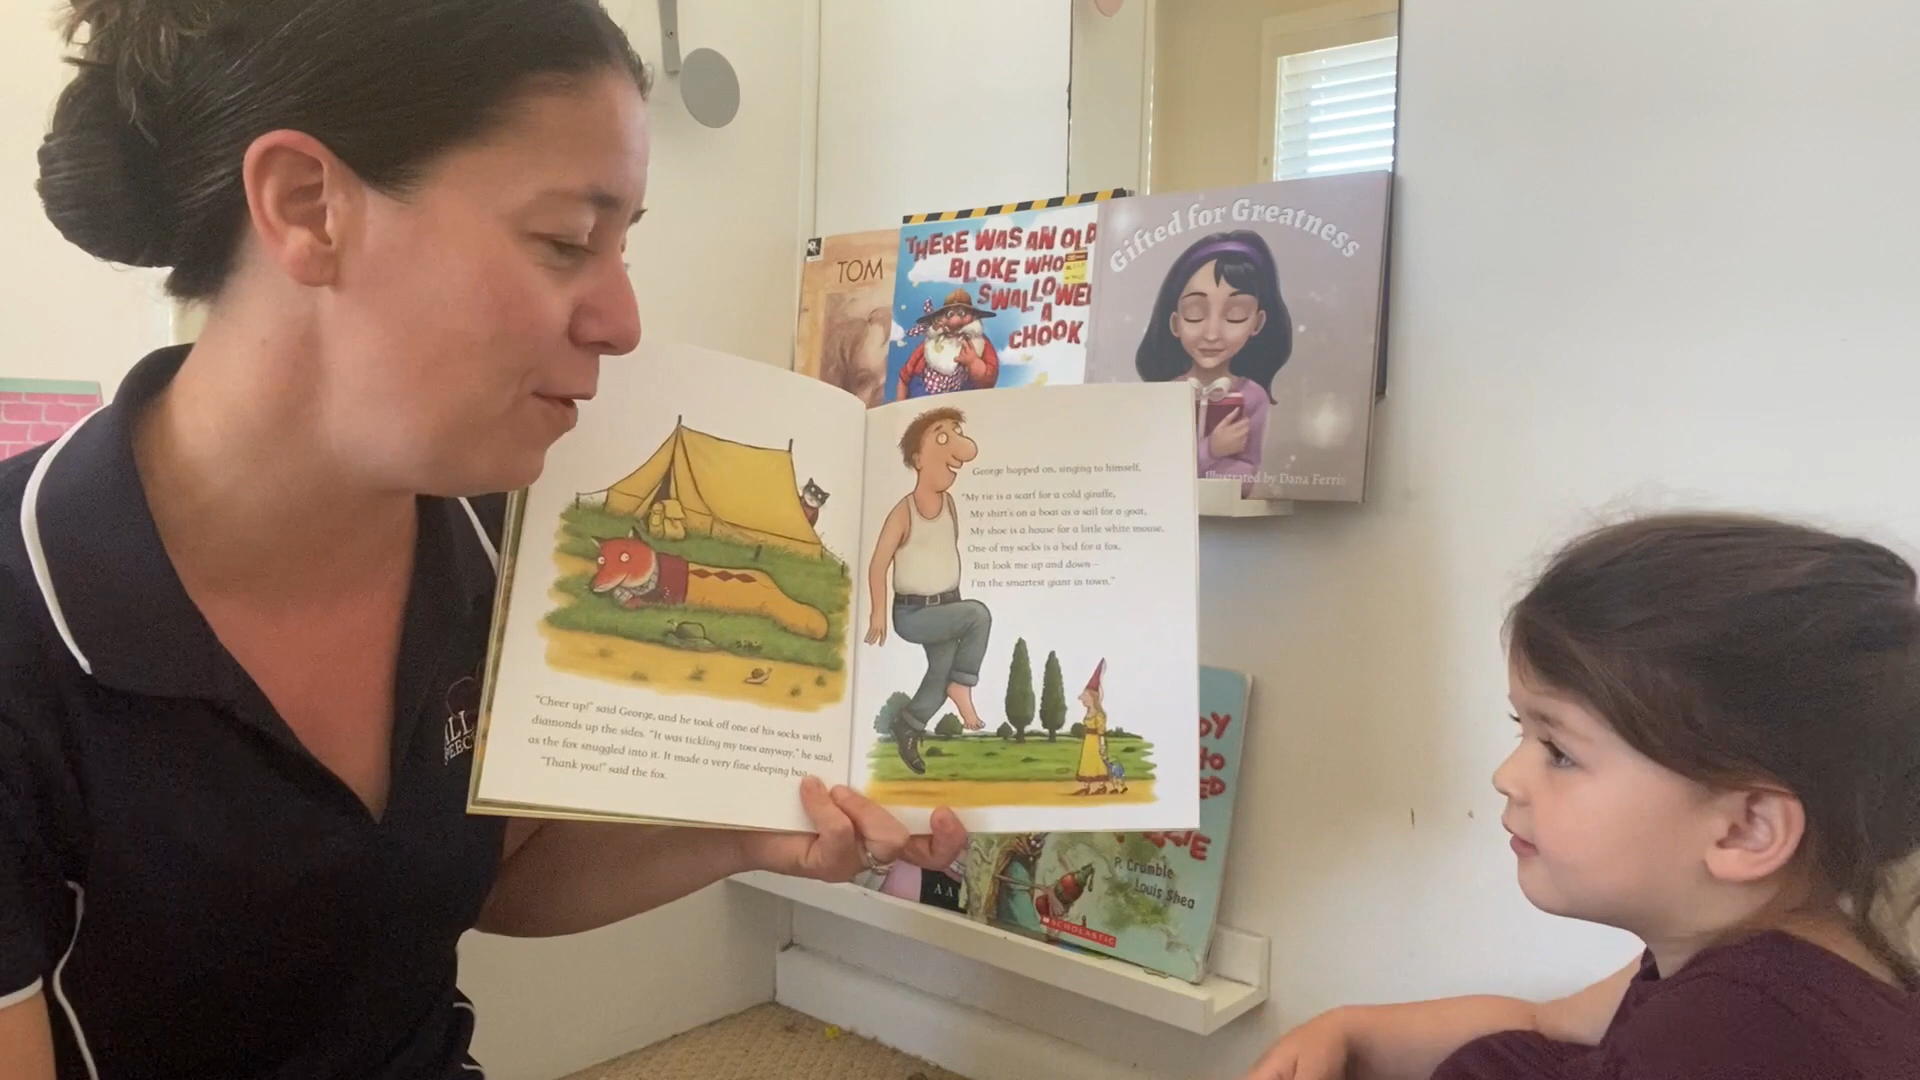 TOM
THERE WAS AN OLD
BLOKE WHO
SWALLOWED
A
CHOOK
Gifted for Greatness
Illustrated by Dana Ferris
"Cheer up!" said George, and he took off one of his socks with
diamonds up the sides. "It was tickling my toes anyway," he said,
as the fox snuggled into it. It made a very fine sleeping bag.
"Thank you!" said the fox.
George hopped on, singing to himself,
"My tie is a scarf for a cold giraffe,
My shirt's on a boat as a sail for a goat,
My shoe is a house for a little white mouse,
One of my socks is a bed for a fox,
But look me up and down –
I'm the smartest giant in town."
P. Crumble
Louis Shea
SCHOLASTIC